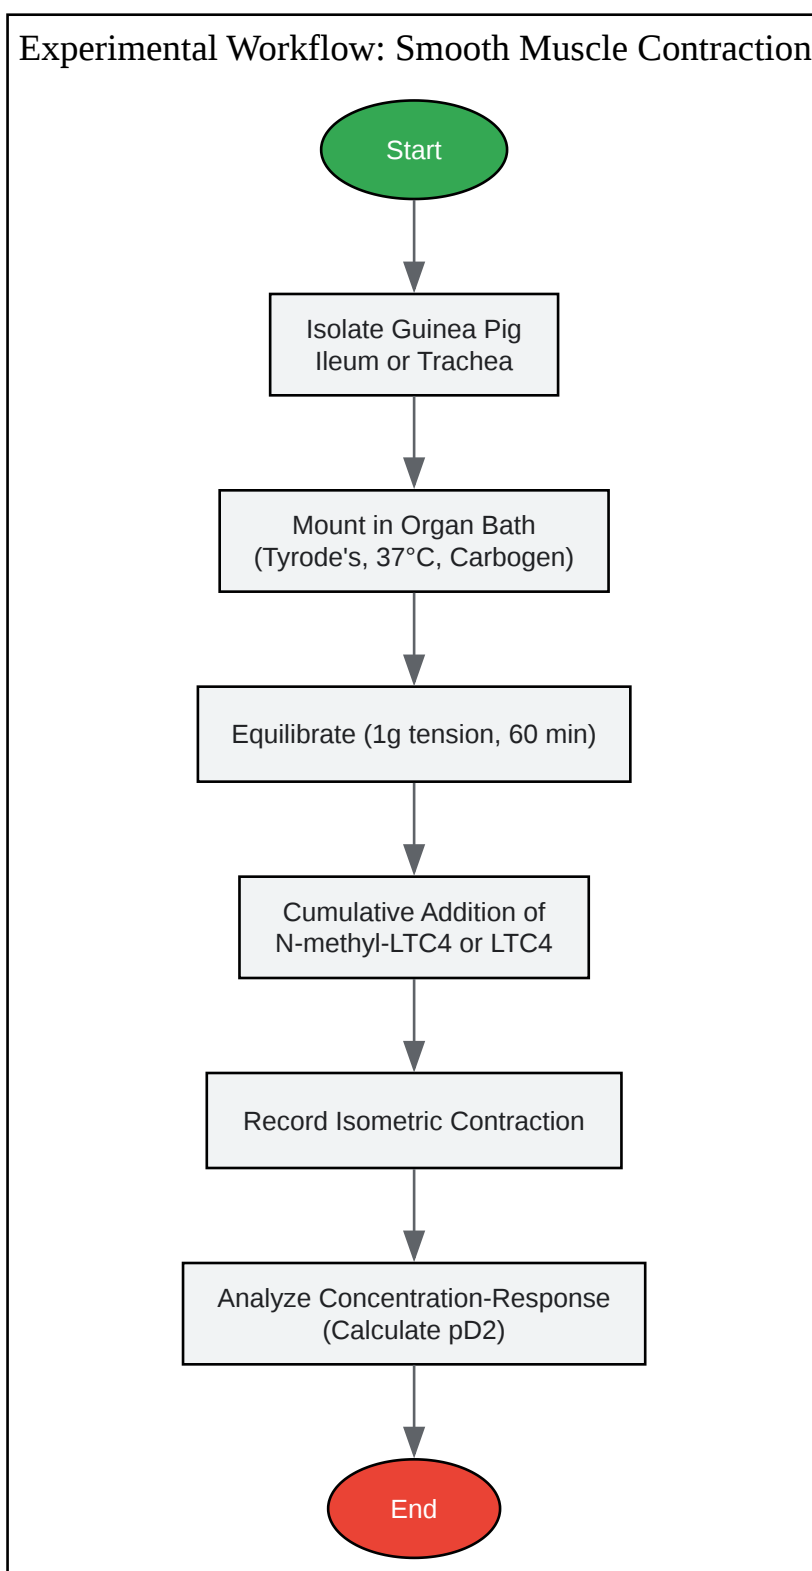 Experimental Workflow: Smooth Muscle Contraction
Start
Isolate Guinea Pig
Ileum or Trachea
Mount in Organ Bath
(Tyrode's, 37°C, Carbogen)
Equilibrate (1g tension, 60 min)
Cumulative Addition of
N-methyl-LTC4 or LTC4
Record Isometric Contraction
Analyze Concentration-Response
(Calculate pD2)
End